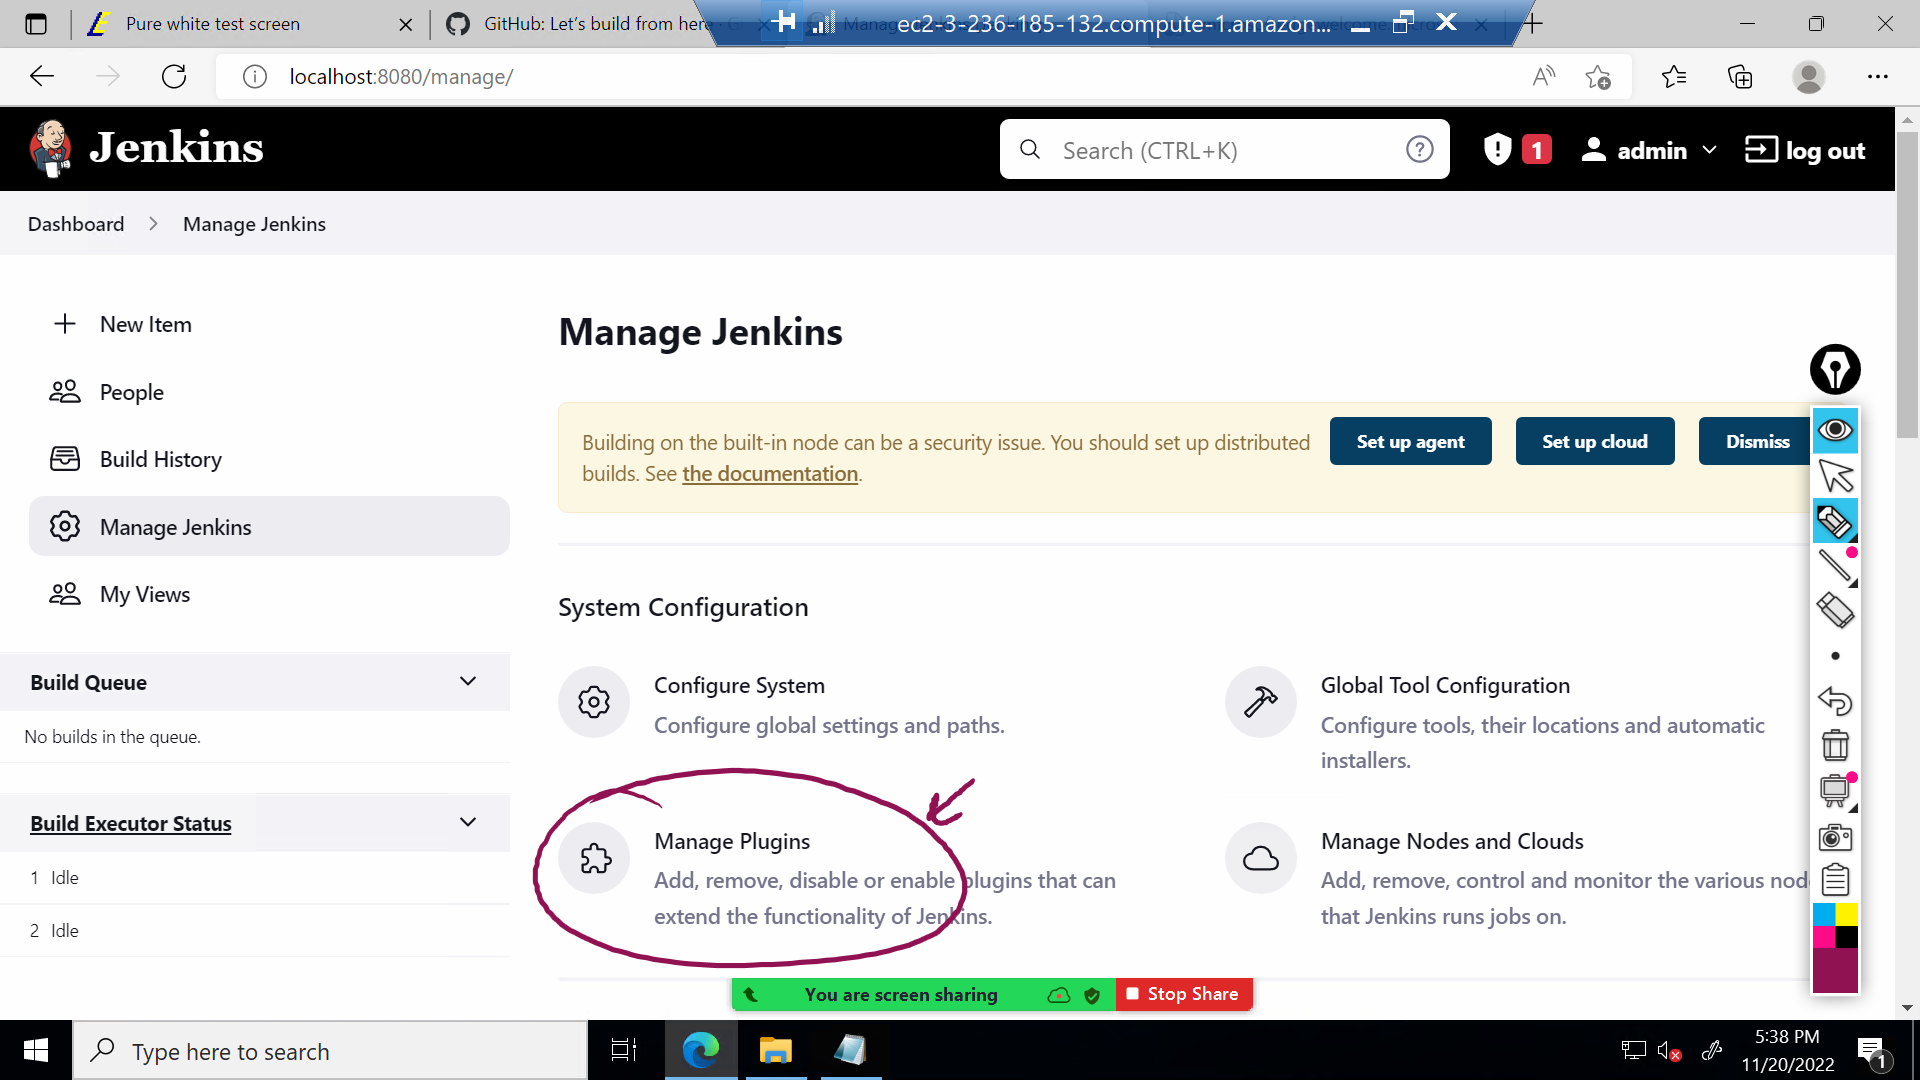 Pure white test screen
GitHub: Let's build from here
ec2-3-236-185-132.compute-1.amazon...
localhost:8080/manage/
Jenkins
Search (CTRL+K)
1
admin
log out
Dashboard
Manage Jenkins
New Item
People
Build History
Manage Jenkins
My Views
Build Queue
No builds in the queue.
Build Executor Status
1 Idle
2 Idle
Manage Jenkins
Building on the built-in node can be a security issue. You should set up distributed
builds. See the documentation.
Set up agent
Set up cloud
Dismiss
System Configuration
Configure System
Configure global settings and paths.
Global Tool Configuration
Configure tools, their locations and automatic
installers.
Manage Plugins
Add, remove, disable or enable plugins that can
extend the functionality of Jenkins.
Manage Nodes and Clouds
Add, remove, control and monitor the various
that Jenkins runs jobs on.
You are screen sharing
Stop Share
Type here to search
5:38 PM
11/20/2022
1